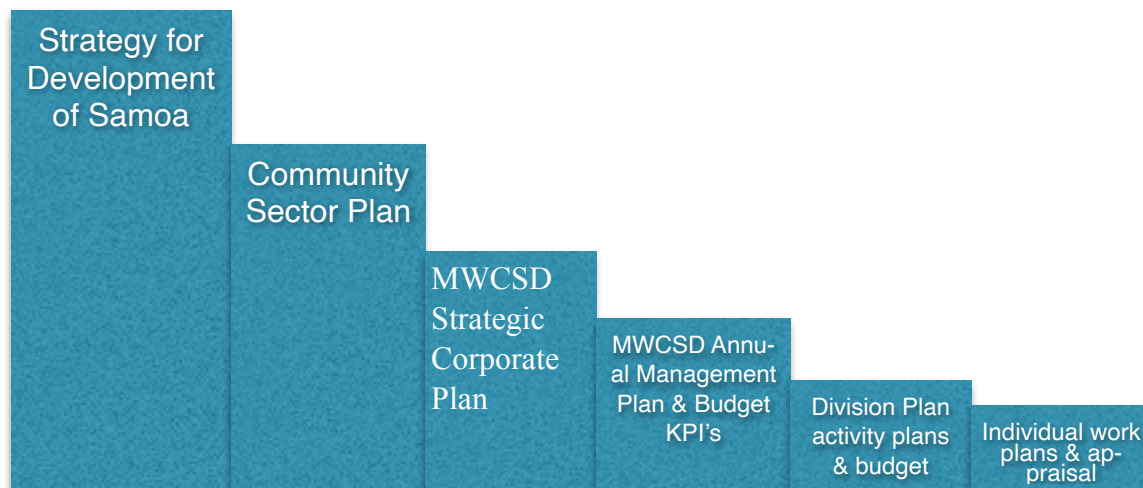 Strategy for
Development
of Samoa
Community
Sector Plan
MWCSD
Strategic
Corporate
Plan
MWCSD Annu-
al Management
Plan & Budget
KPI's
Division Plan
activity plans
& budget
Individual work
plans & ap-
praisal